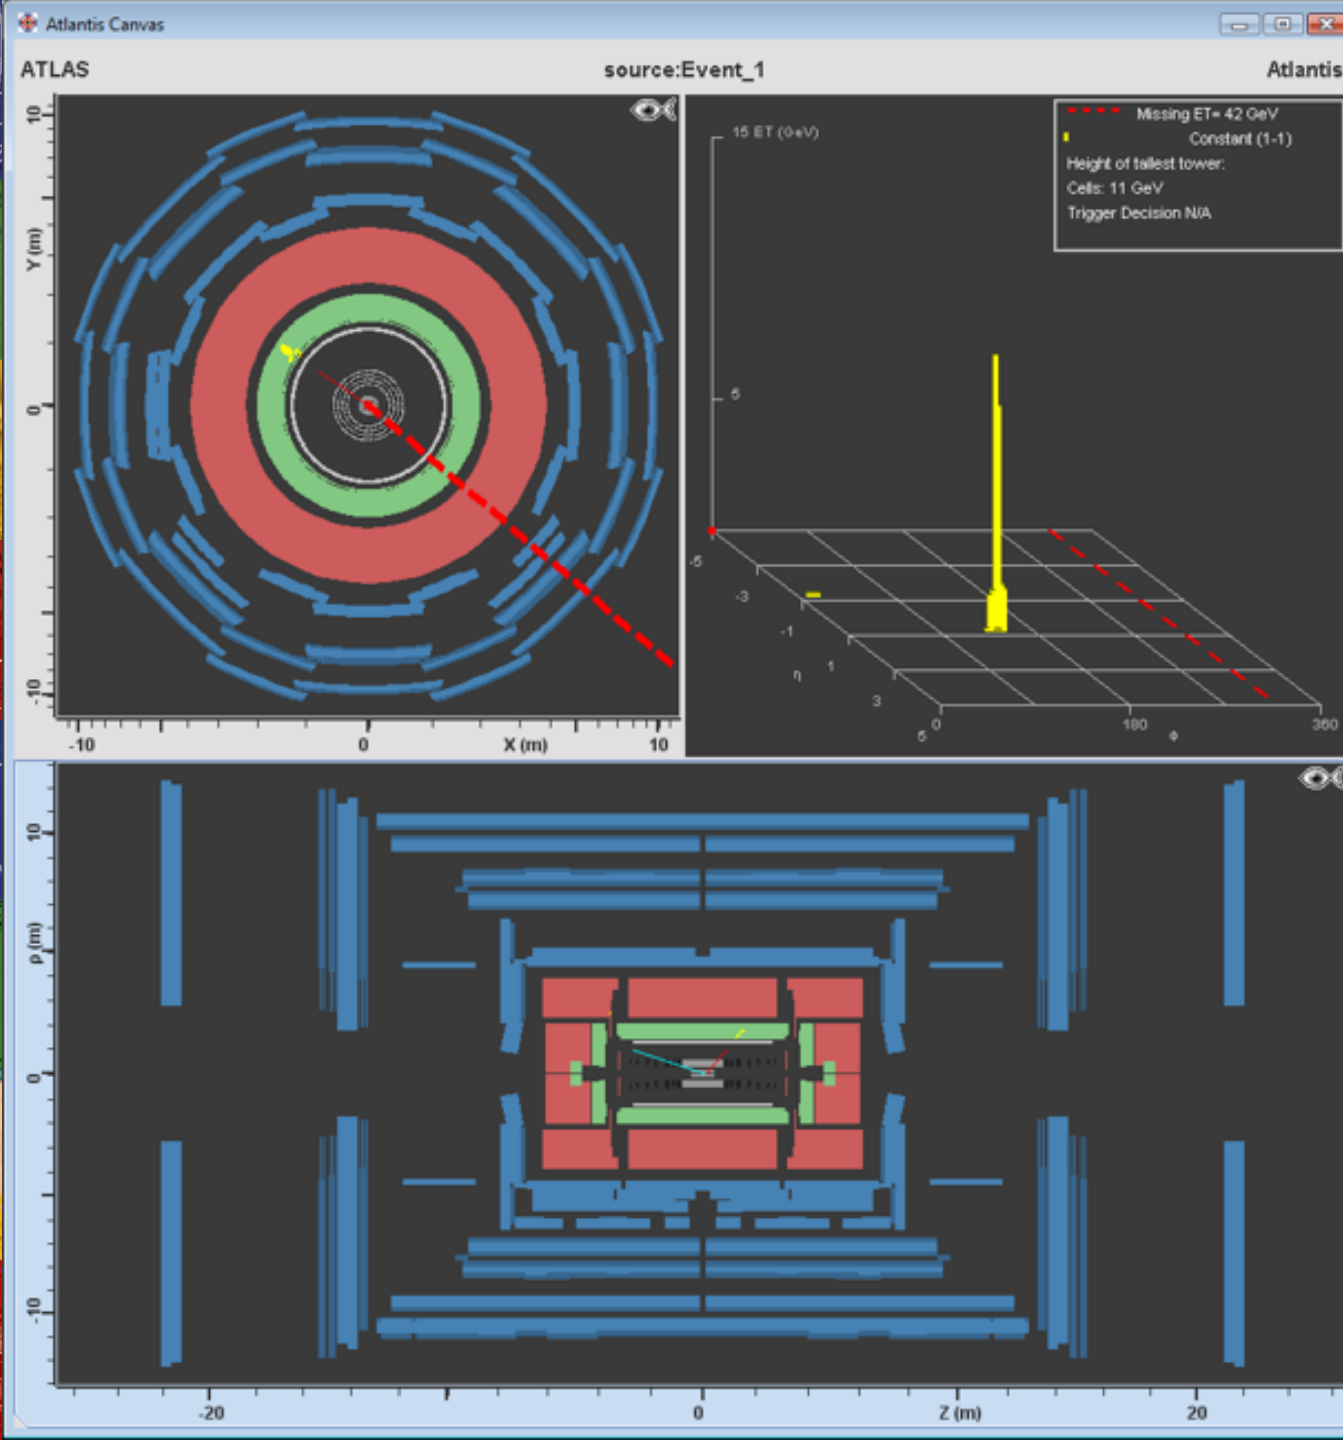 Atlantis Canvas
ATLAS
source:Event_1
Atlantis
10
Y (m)
0
-10
-10
0
X (m)
10
15 ET (GeV)
5
Missing ET= 42 GeV
Constant (1-1)
Height of tallest tower:
Cells: 11 GeV
Trigger Decision N/A
-5
-3
-1
η
1
3
5
0
180
Φ
360
10
ρ (m)
0
-10
-20
0
Z (m)
20